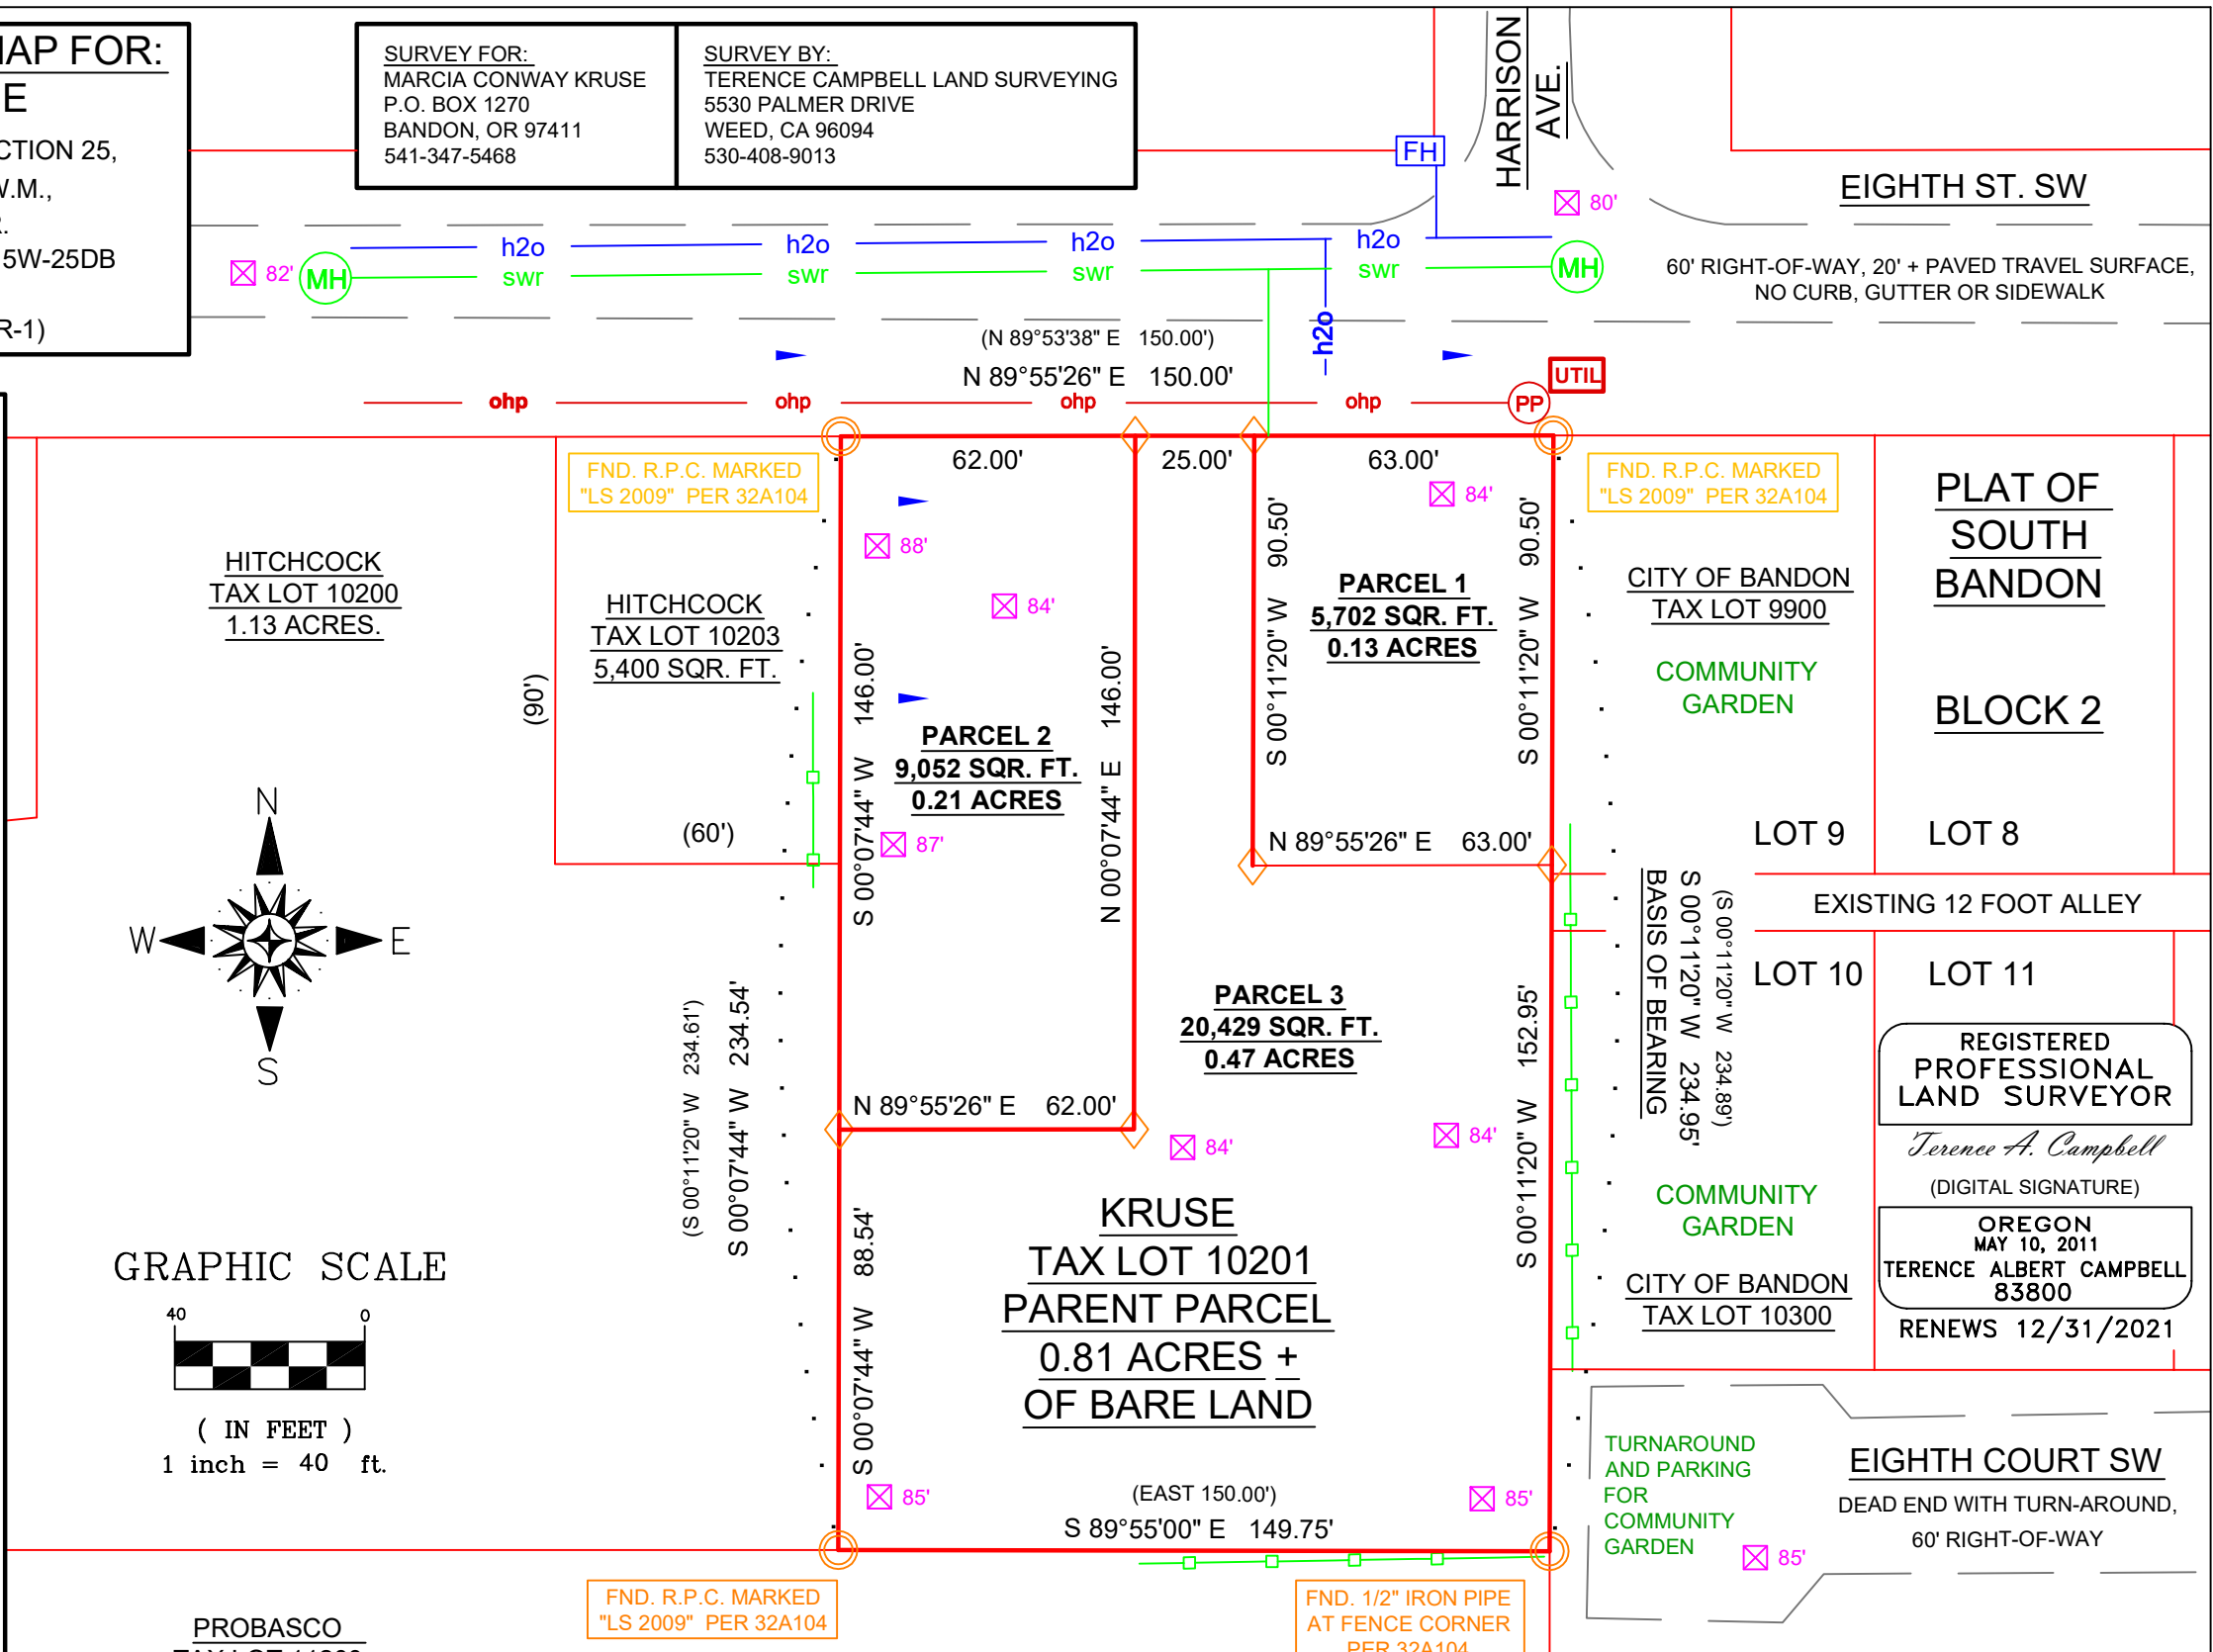 MAP FOR:
E
CTION 25,
W.M.,
R.
5W-25DB
R-1)
SURVEY FOR:
MARCIA CONWAY KRUSE
P.O. BOX 1270
BANDON, OR 97411
541-347-5468
SURVEY BY:
TERENCE CAMPBELL LAND SURVEYING
5530 PALMER DRIVE
WEED, CA 96094
530-408-9013
HARRISON
AVE.
FH
80'
EIGHTH ST. SW
60' RIGHT-OF-WAY, 20' + PAVED TRAVEL SURFACE,
NO CURB, GUTTER OR SIDEWALK
82'
MH
h2o
h2o
h2o
h2o
swr
swr
swr
swr
MH
h2o
(N 89°53'38" E 150.00')
N 89°55'26" E 150.00'
ohp
ohp
ohp
ohp
PP
UTIL
62.00'
25.00'
63.00'
FND. R.P.C. MARKED
"LS 2009" PER 32A104
FND. R.P.C. MARKED
"LS 2009" PER 32A104
PLAT OF
SOUTH
BANDON
BLOCK 2
HITCHCOCK
TAX LOT 10200
1.13 ACRES.
HITCHCOCK
TAX LOT 10203
5,400 SQR. FT.
(90')
(60')
88'
84'
84'
87'
S 00°07'44" W 146.00'
PARCEL 2
9,052 SQR. FT.
0.21 ACRES
N 00°07'44" E 146.00'
S 00°11'20" W 90.50'
PARCEL 1
5,702 SQR. FT.
0.13 ACRES
S 00°11'20" W 90.50'
N 89°55'26" E 63.00'
CITY OF BANDON
TAX LOT 9900
COMMUNITY
GARDEN
LOT 9
LOT 8
EXISTING 12 FOOT ALLEY
LOT 10
LOT 11
N
W
E
S
(S 00°11'20" W 234.61')
S 00°07'44" W 234.54'
N 89°55'26" E 62.00'
PARCEL 3
20,429 SQR. FT.
0.47 ACRES
S 00°11'20" W 152.95'
BASIS OF BEARING
S 00°11'20" W 234.95'
(S 00°11'20" W 234.89')
84'
84'
REGISTERED
PROFESSIONAL
LAND SURVEYOR
Terence A. Campbell
(DIGITAL SIGNATURE)
OREGON
MAY 10, 2011
TERENCE ALBERT CAMPBELL
83800
RENEWS 12/31/2021
COMMUNITY
GARDEN
CITY OF BANDON
TAX LOT 10300
KRUSE
TAX LOT 10201
PARENT PARCEL
0.81 ACRES +
OF BARE LAND
S 00°07'44" W 88.54'
GRAPHIC SCALE
40
0
( IN FEET )
1 inch = 40 ft.
85'
85'
(EAST 150.00')
S 89°55'00" E 149.75'
TURNAROUND
AND PARKING
FOR
COMMUNITY
GARDEN
85'
EIGHTH COURT SW
DEAD END WITH TURN-AROUND,
60' RIGHT-OF-WAY
FND. R.P.C. MARKED
"LS 2009" PER 32A104
FND. 1/2" IRON PIPE
AT FENCE CORNER
PER 32A104
PROBASCO
TAX LOT